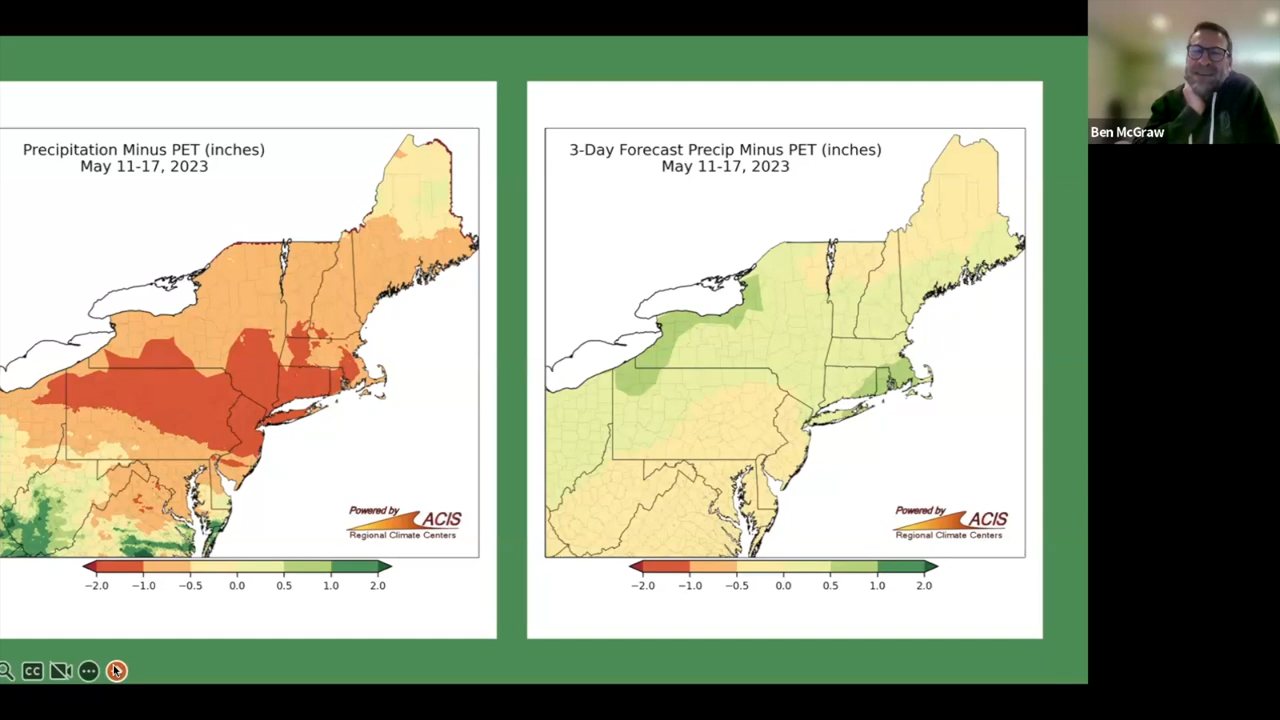 Precipitation Minus PET (inches)
May 11-17, 2023
Powered by
ACIS
Regional Climate Centers
−2.0 −1.0 −0.5 0.0 0.5 1.0 2.0
3-Day Forecast Precip Minus PET (inches)
May 11-17, 2023
Powered by
ACIS
Regional Climate Centers
−2.0 −1.0 −0.5 0.0 0.5 1.0 2.0
Ben McGraw
CC